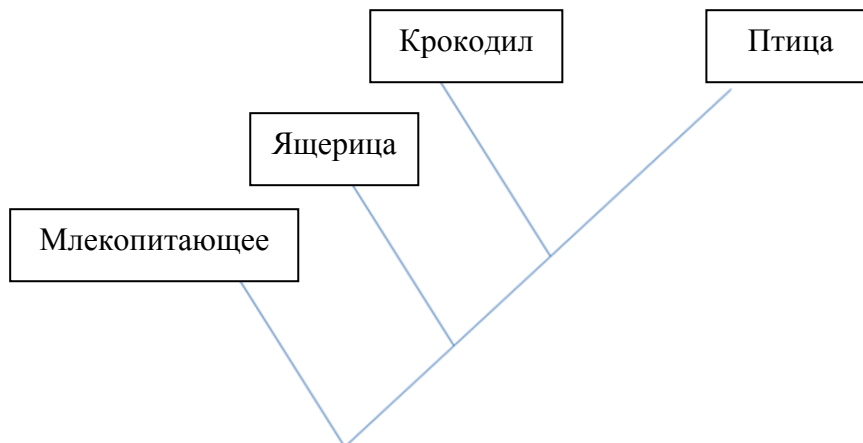 Крокодил
Птица
Ящерица
Млекопитающее